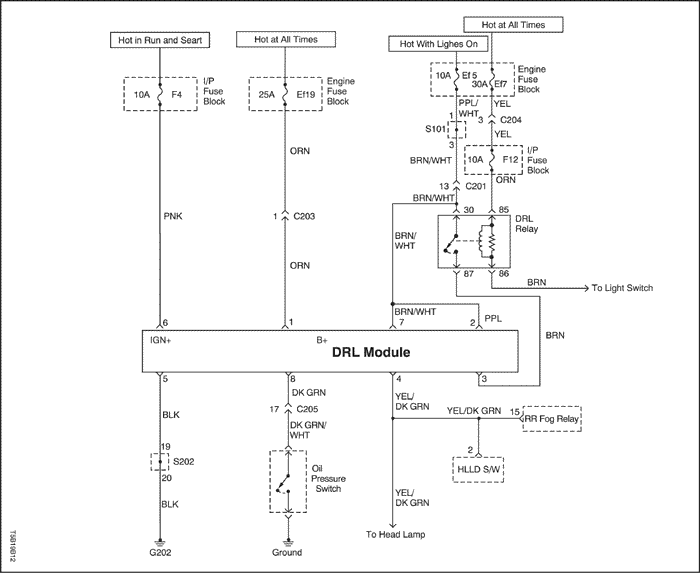 Hot at All Times
Hot in Run and Seart
Hot at All Times
Hot With Lighes On
10A F4
I/P
Fuse
Block
25A Ef19
Engine
Fuse
Block
10A Ef5
30A Ef7
Engine
Fuse
Block
PPL/
WHT
YEL
1
S101
3
3 C204
YEL
ORN
BRN/WHT
10A F12
I/P
Fuse
Block
ORN
13 C201
BRN/WHT
30 85
PNK
1 C203
BRN/
WHT
DRL
Relay
ORN
87 86
BRN
To Light Switch
BRN/WHT
PPL
BRN
6 1 7 2
IGN+ B+
DRL Module
5 8 4 3
DK GRN
17 C205
DK GRN/
WHT
YEL/
DK GRN
BLK
YEL/DK GRN
15
RR Fog Relay
19
S202
20
2
HLLD S/W
Oil
Pressure
Switch
BLK
YEL/
DK GRN
To Head Lamp
G202
Ground
TSB19B12